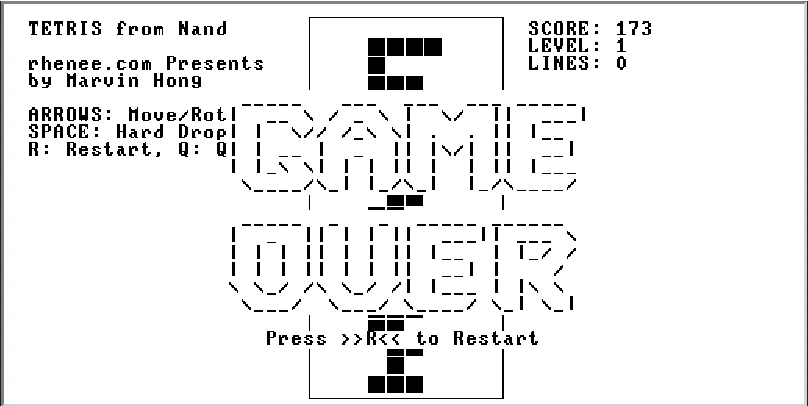 TETRIS from Nand
rhenee.com Presents
by Marvin Hong
ARROWS: Move/Rot
SPACE: Hard Drop
R: Restart, Q: Q
SCORE: 173
LEVEL: 1
LINES: 0
GAME
OVER
Press >>R<< to Restart